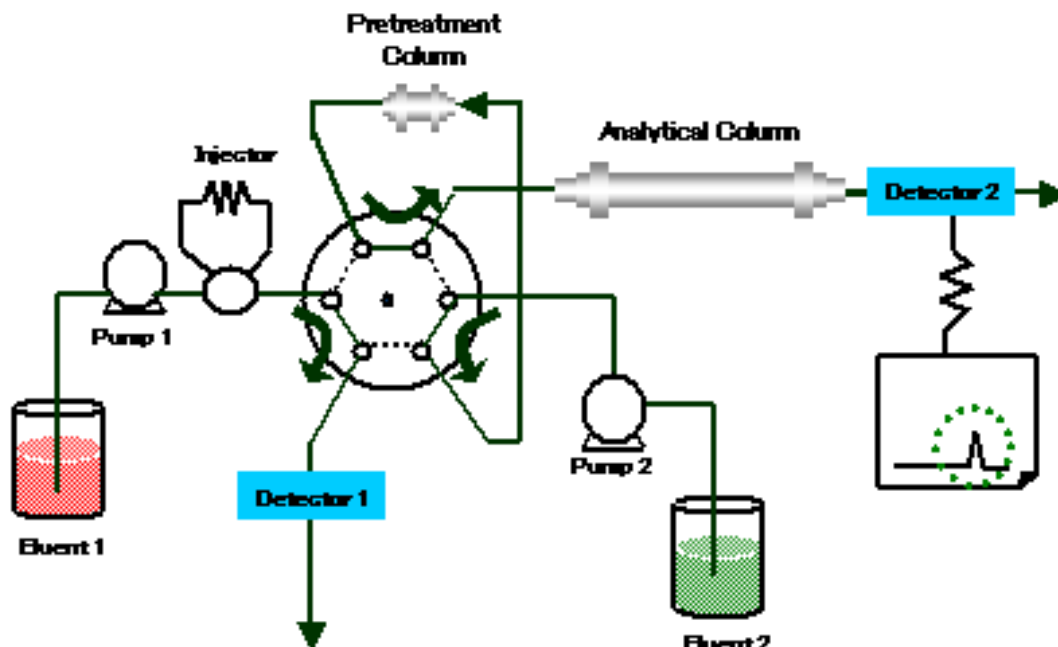 Pretreatment
Column
Analytical Column
Injector
Detector 2
Pump 1
Pump 2
Detector 1
Eluent 1
Eluent 2